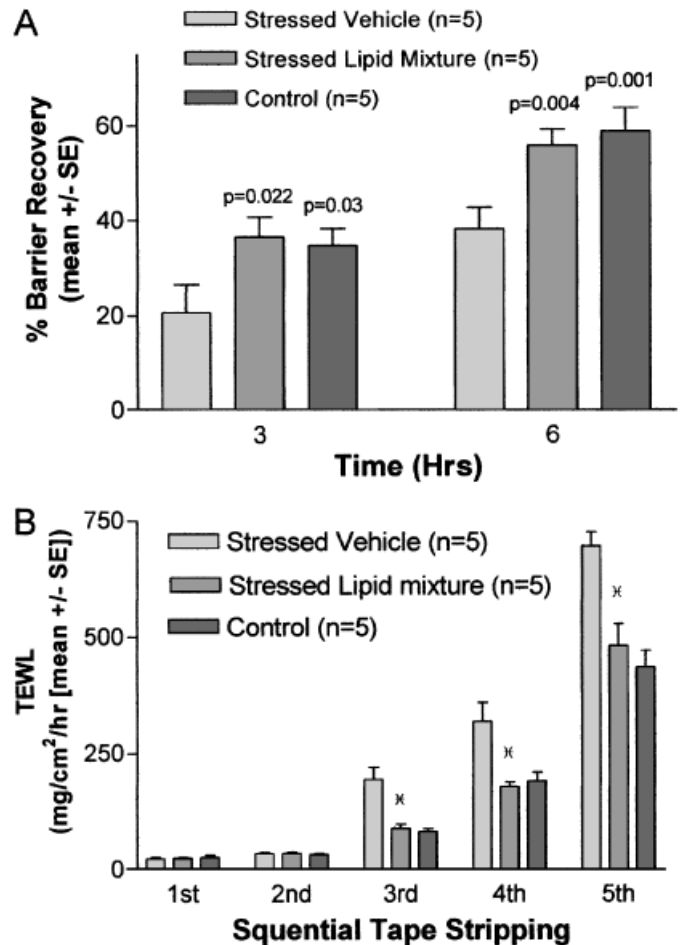 A
Stressed Vehicle (n=5)
Stressed Lipid Mixture (n=5)
Control (n=5)
% Barrier Recovery
(mean +/- SE)
60
40
20
0
p=0.022
p=0.03
p=0.004
p=0.001
3
6
Time (Hrs)
B
Stressed Vehicle (n=5)
Stressed Lipid mixture (n=5)
Control (n=5)
TEWL
(mg/cm²/hr [mean +/- SE])
750
500
250
0
1st
2nd
3rd
4th
5th
Squential Tape Stripping